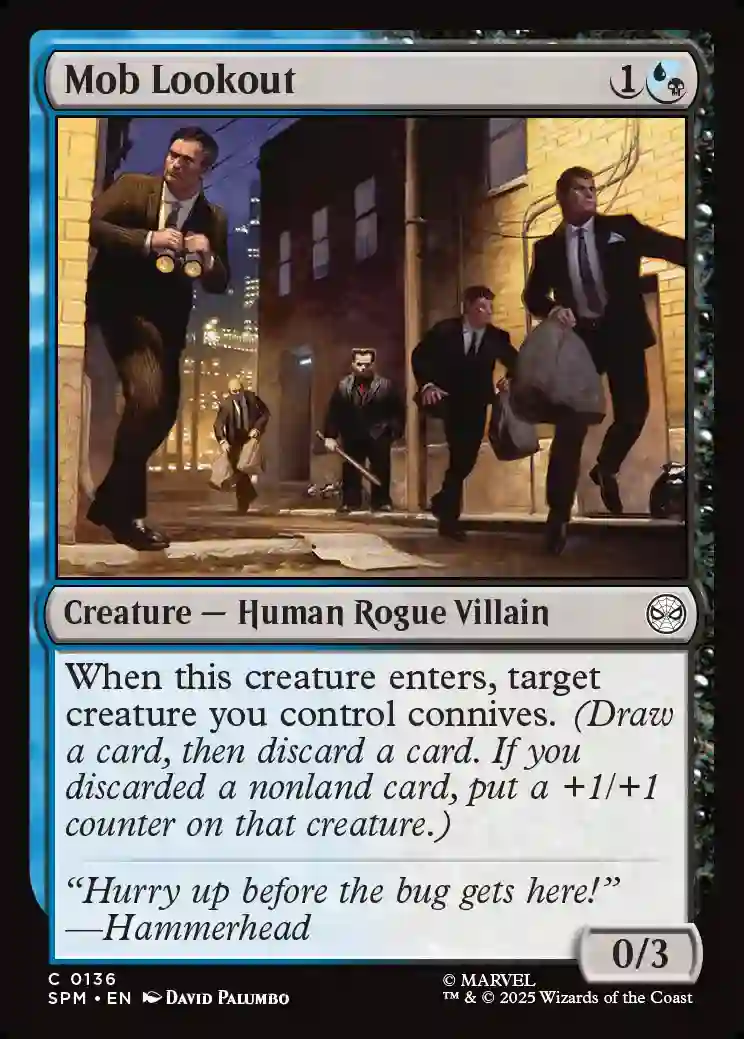 Mob Lookout 1
Creature — Human Rogue Villain
When this creature enters, target
creature you control connives. (Draw
a card, then discard a card. If you
discarded a nonland card, put a +1/+1
counter on that creature.)
“Hurry up before the bug gets here!”
—Hammerhead
0/3
C 0136
SPM • EN David Palumbo
© MARVEL
™ & © 2025 Wizards of the Coast